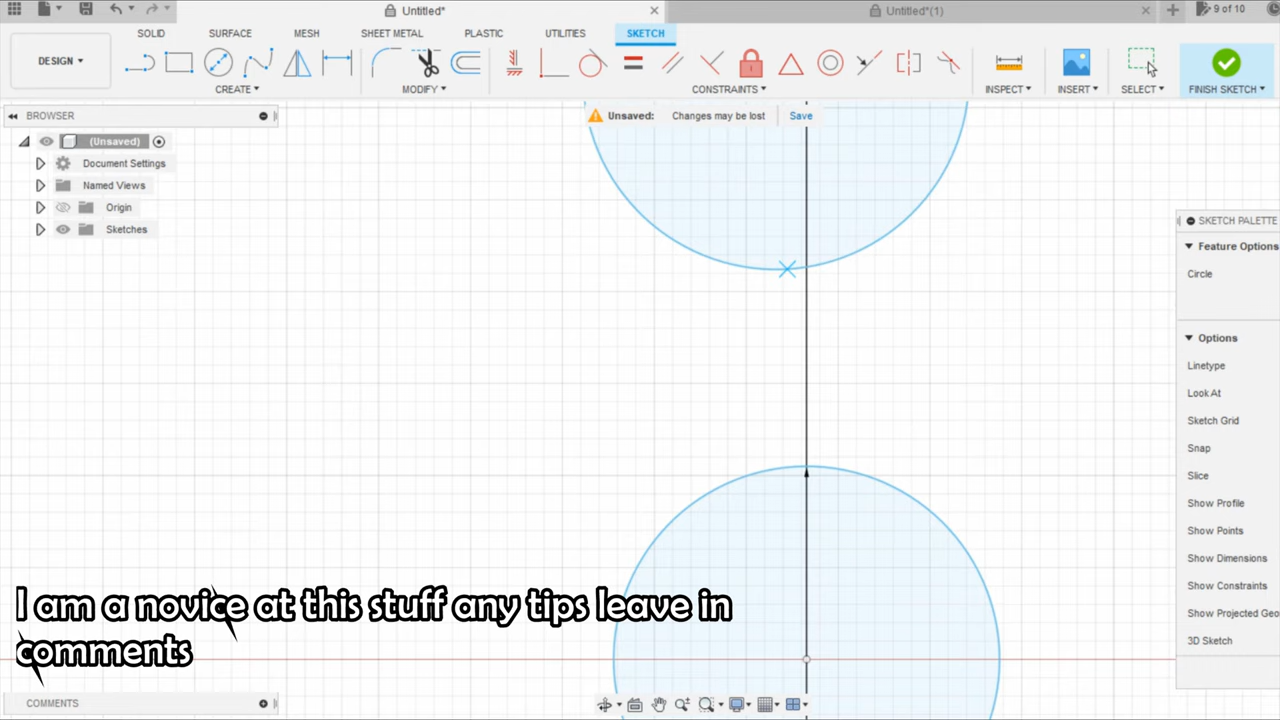 Untitled*
Untitled*(1)
9 of 10
SOLID
SURFACE
MESH
SHEET METAL
PLASTIC
UTILITIES
SKETCH
DESIGN
CREATE
MODIFY
CONSTRAINTS
INSPECT
INSERT
SELECT
FINISH SKETCH
BROWSER
Unsaved: Changes may be lost Save
(Unsaved)
Document Settings
Named Views
Origin
Sketches
SKETCH PALETTE
Feature Options
Circle
Options
Linetype
Look At
Sketch Grid
Snap
Slice
Show Profile
Show Points
Show Dimensions
Show Constraints
Show Projected Geo
3D Sketch
I am a novice at this stuff any tips leave in
comments
COMMENTS